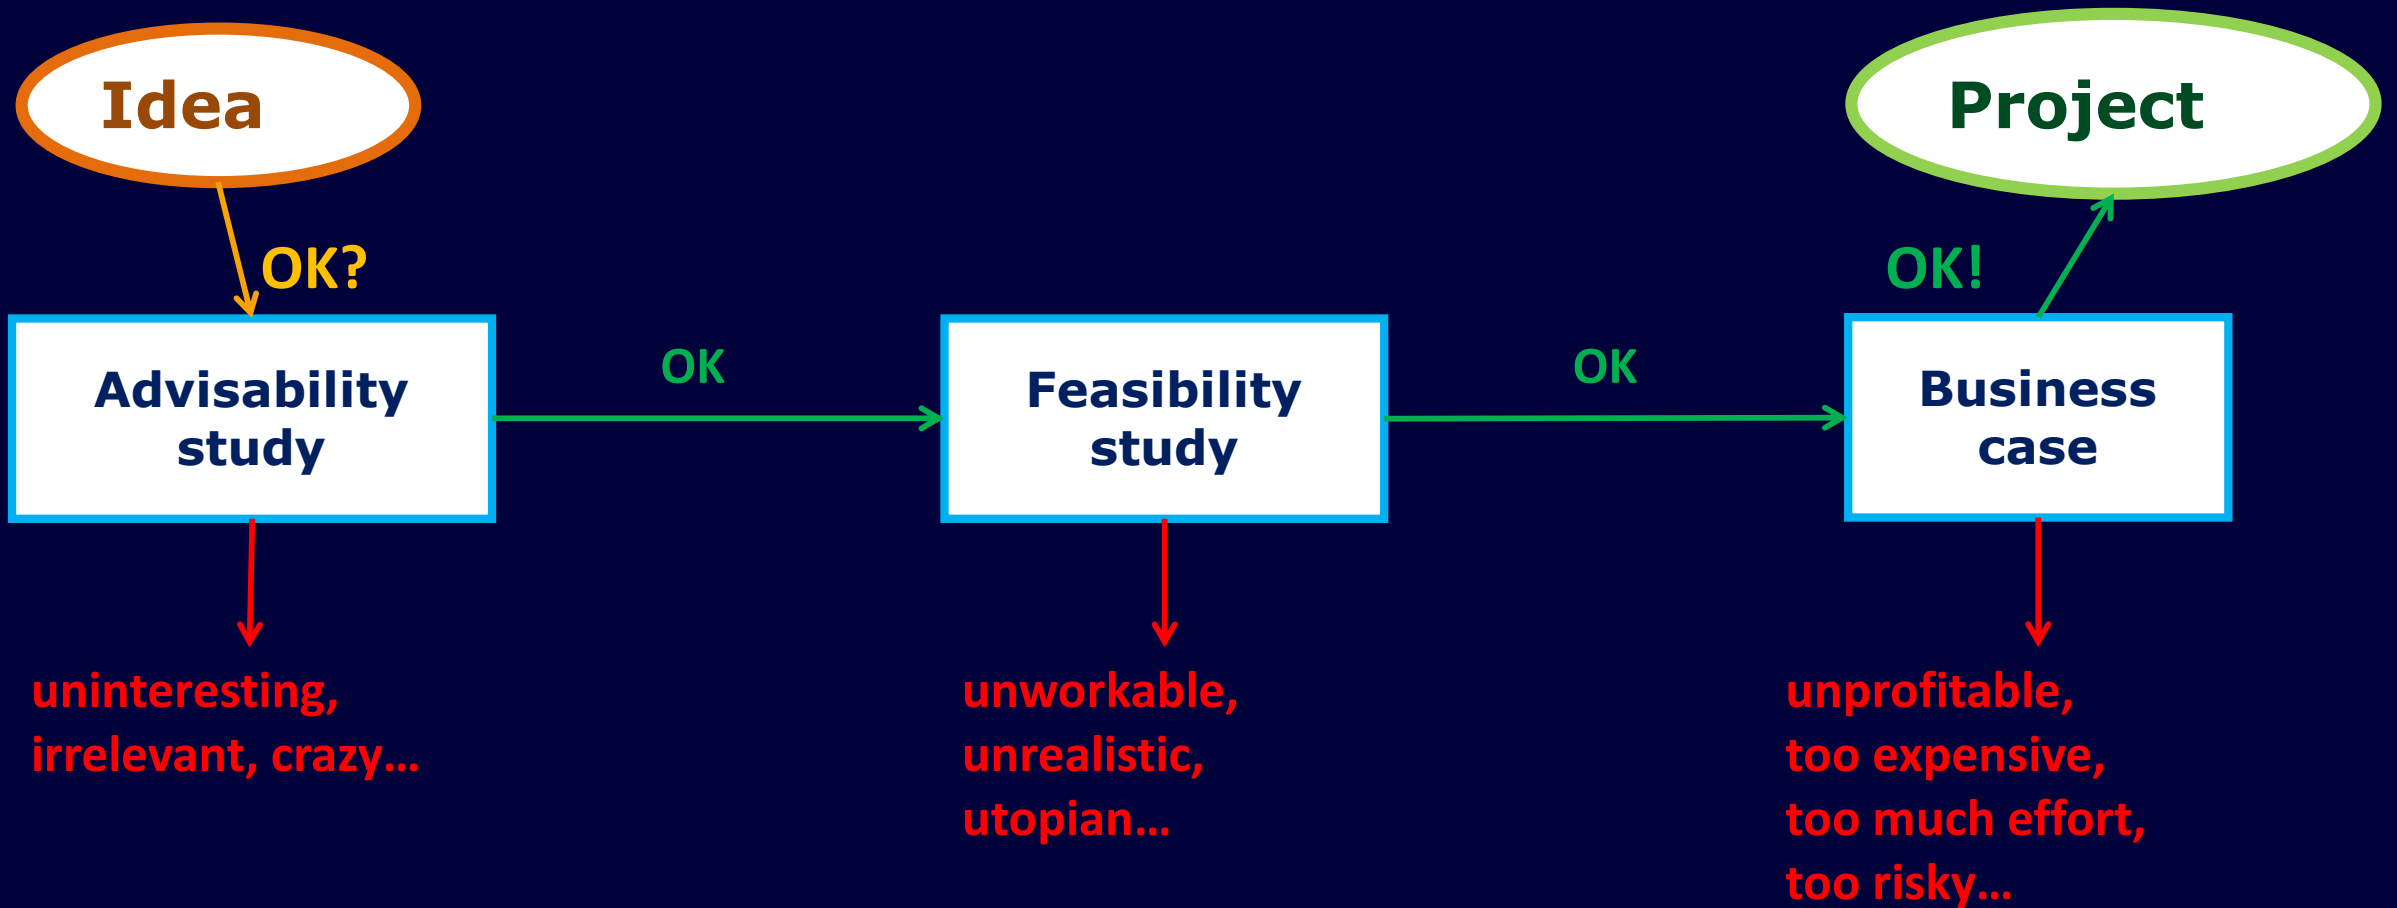 Idea
Project
OK?
OK!
Advisability
study
OK
Feasibility
study
OK
Business
case
uninteresting,
irrelevant, crazy...
unworkable,
unrealistic,
utopian...
unprofitable,
too expensive,
too much effort,
too risky...